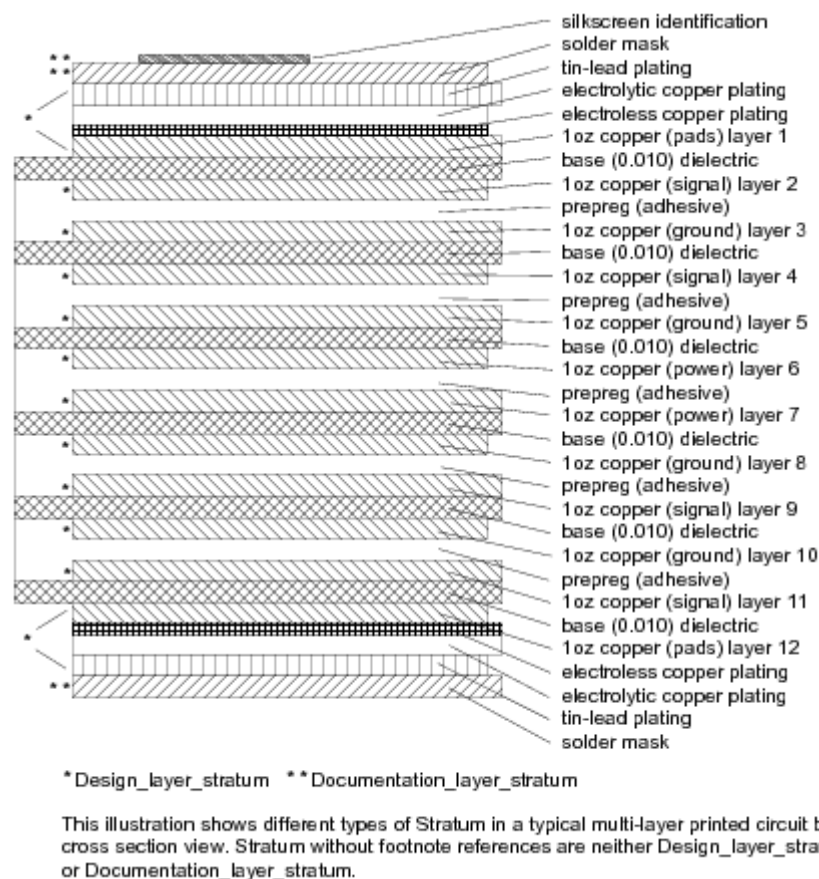 silkscreen identification
solder mask
tin-lead plating
electrolytic copper plating
electroless copper plating
1oz copper (pads) layer 1
base (0.010) dielectric
1oz copper (signal) layer 2
prepreg (adhesive)
1oz copper (ground) layer 3
base (0.010) dielectric
1oz copper (signal) layer 4
prepreg (adhesive)
1oz copper (ground) layer 5
base (0.010) dielectric
1oz copper (power) layer 6
prepreg (adhesive)
1oz copper (power) layer 7
base (0.010) dielectric
1oz copper (ground) layer 8
prepreg (adhesive)
1oz copper (signal) layer 9
base (0.010) dielectric
1oz copper (ground) layer 10
prepreg (adhesive)
1oz copper (signal) layer 11
base (0.010) dielectric
1oz copper (pads) layer 12
electroless copper plating
electrolytic copper plating
tin-lead plating
solder mask
* Design_layer_stratum * * Documentation_layer_stratum
This illustration shows different types of Stratum in a typical multi-layer printed circuit
cross section view. Stratum without footnote references are neither Design_layer_stra
or Documentation_layer_stratum.